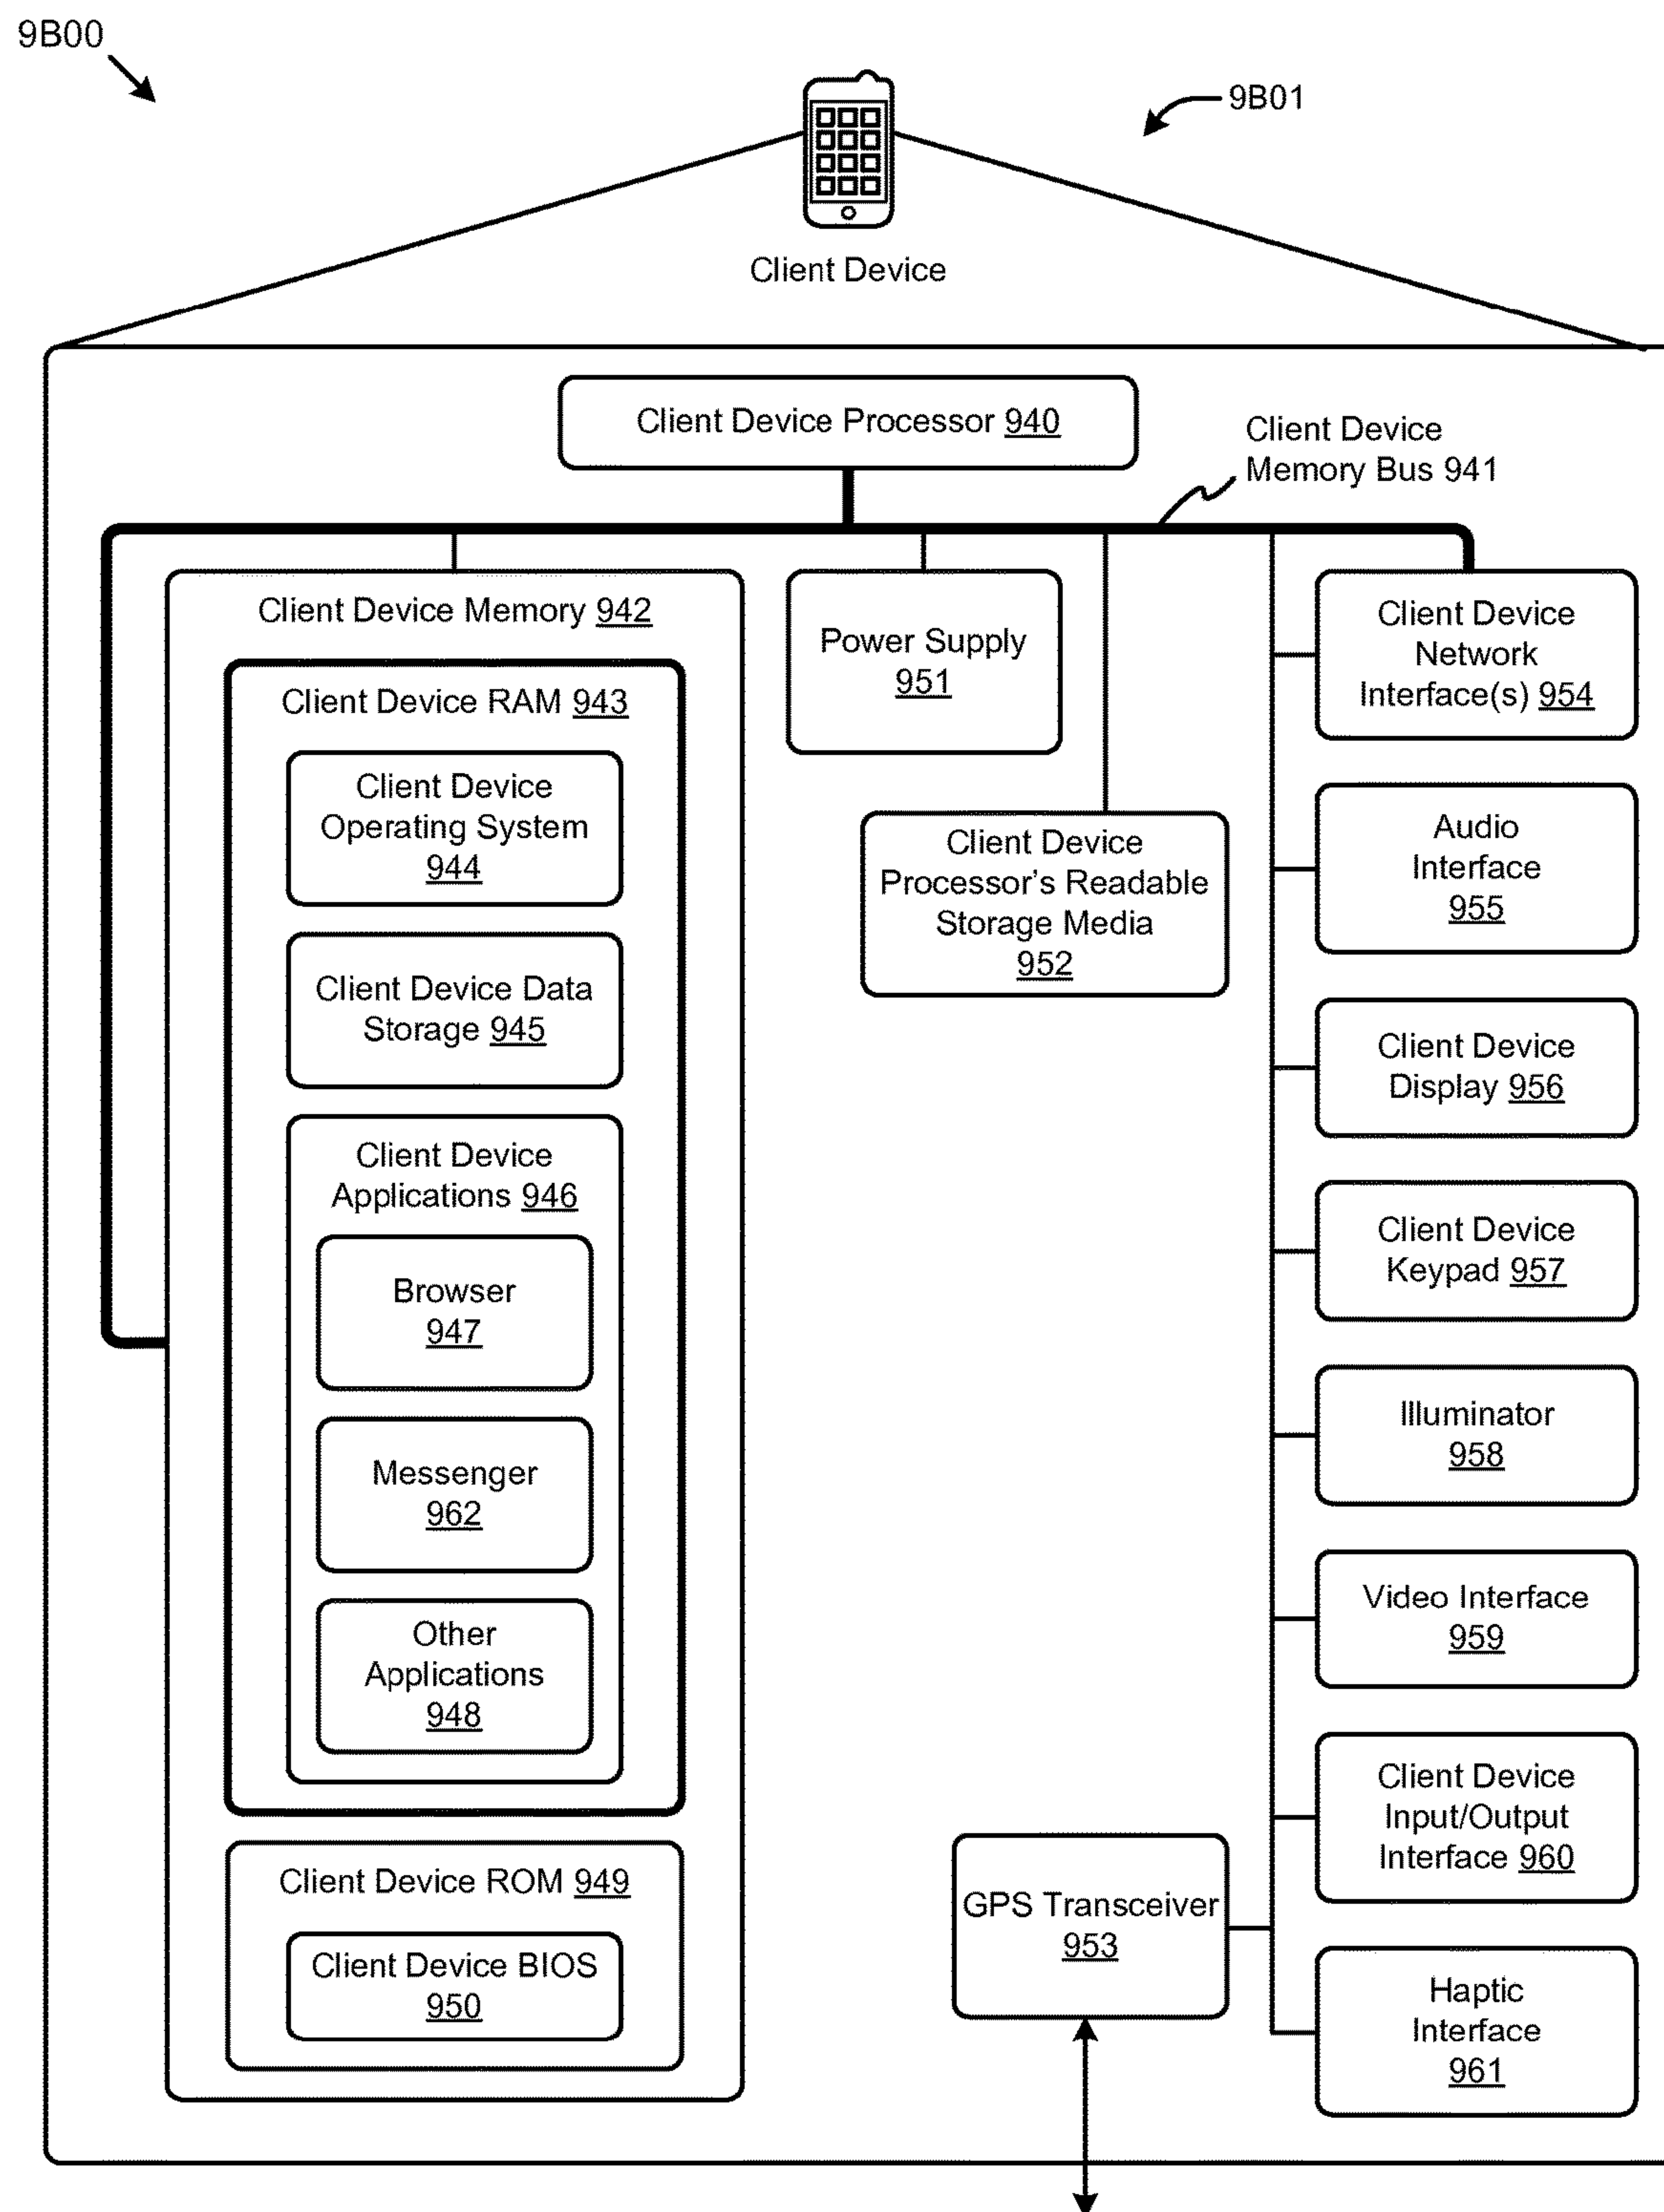 9B00
9B01
Client Device
Client Device Processor 940
Client Device
Memory Bus 941
Client Device Memory 942
Client Device RAM 943
Client Device
Operating System
944
Client Device Data
Storage 945
Client Device
Applications 946
Browser
947
Messenger
962
Other
Applications
948
Client Device ROM 949
Client Device BIOS
950
Power Supply
951
Client Device
Processor’s Readable
Storage Media
952
GPS Transceiver
953
Client Device
Network
Interface(s) 954
Audio
Interface
955
Client Device
Display 956
Client Device
Keypad 957
Illuminator
958
Video Interface
959
Client Device
Input/Output
Interface 960
Haptic
Interface
961